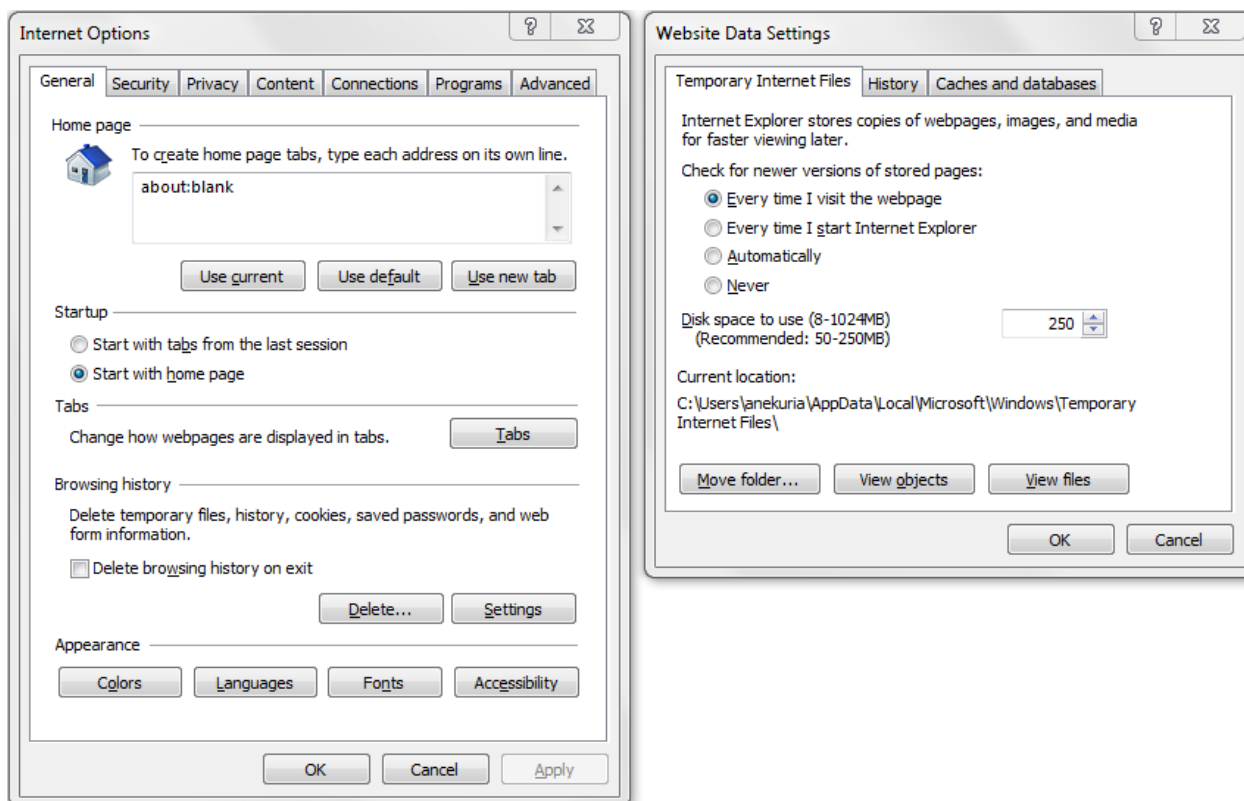 Internet Options
General Security Privacy Content Connections Programs Advanced
Home page
To create home page tabs, type each address on its own line.
about:blank
Use current Use default Use new tab
Startup
Start with tabs from the last session
Start with home page
Tabs
Change how webpages are displayed in tabs. Tabs
Browsing history
Delete temporary files, history, cookies, saved passwords, and web
form information.
Delete browsing history on exit
Delete... Settings
Appearance
Colors Languages Fonts Accessibility
OK Cancel Apply
Website Data Settings
Temporary Internet Files History Caches and databases
Internet Explorer stores copies of webpages, images, and media
for faster viewing later.
Check for newer versions of stored pages:
Every time I visit the webpage
Every time I start Internet Explorer
Automatically
Never
Disk space to use (8-1024MB) 250
(Recommended: 50-250MB)
Current location:
C:\Users\anekuria\AppData\Local\Microsoft\Windows\Temporary
Internet Files\
Move folder... View objects View files
OK Cancel